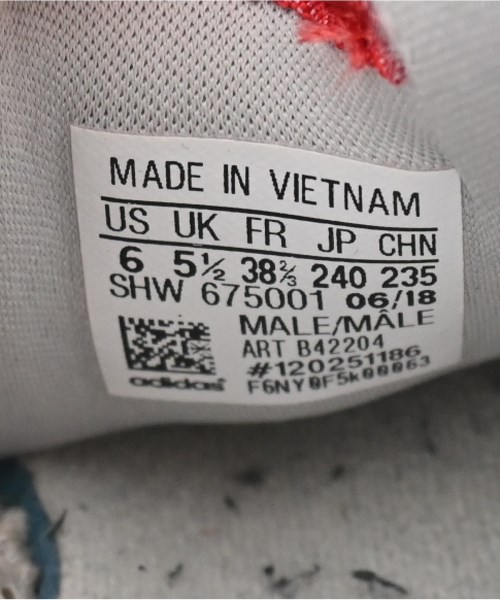 MADE IN VIETNAM
US UK FR JP CHN
6 5½ 38⅔ 240 235
SHW 675001 06/18
MALE/MÂLE
ART B42204
#120251186
F6NY0F5k00063
adidas